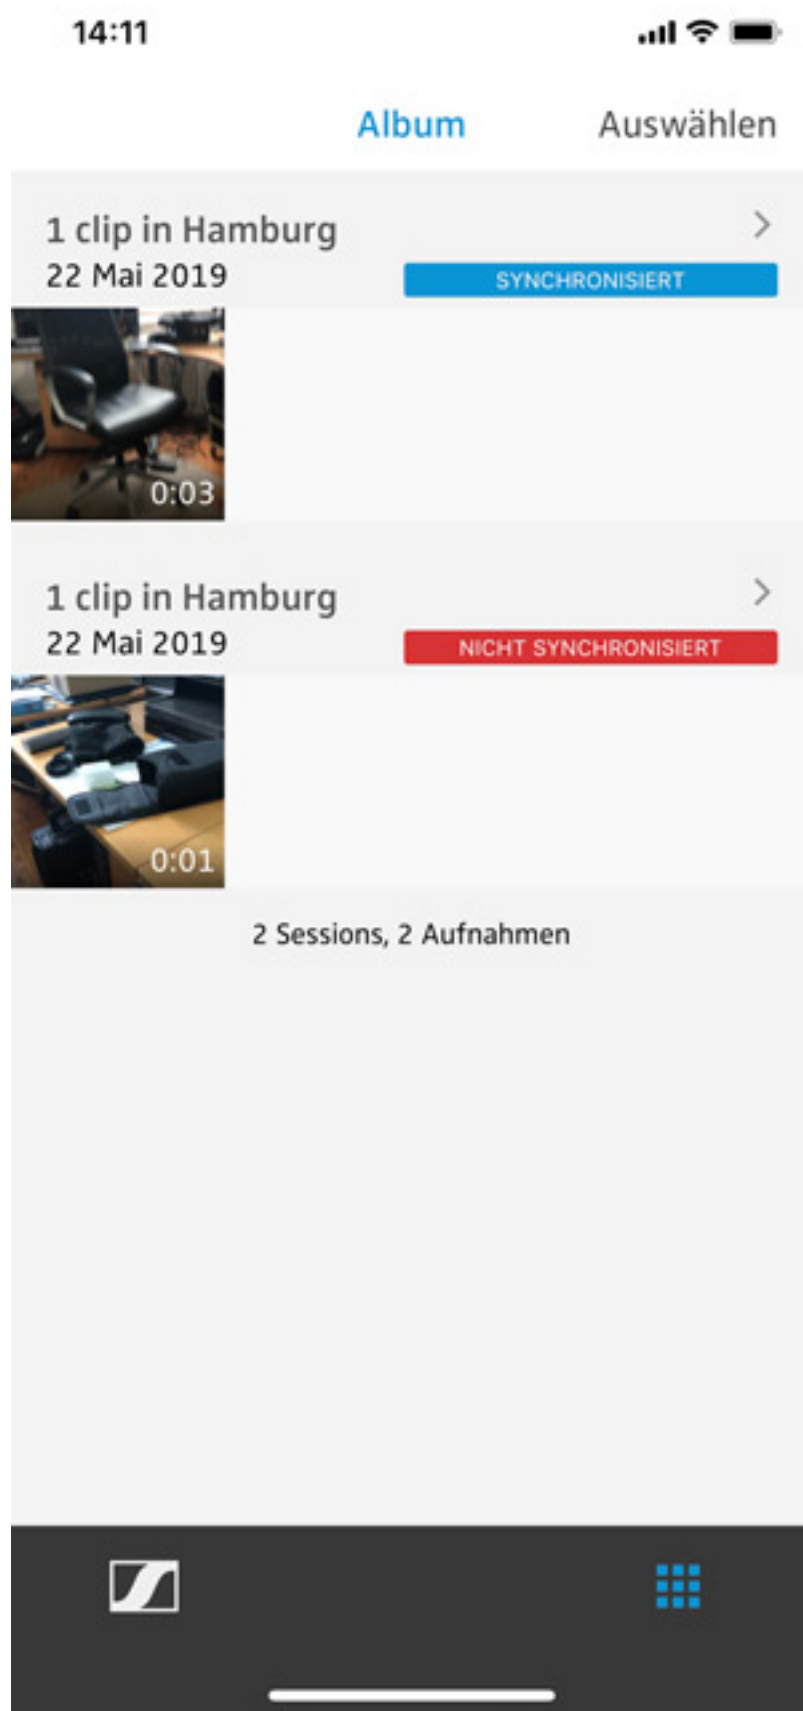 14:11
Album Auswählen
1 clip in Hamburg
22 Mai 2019
SYNCHRONISIERT
0:03
1 clip in Hamburg
22 Mai 2019
NICHT SYNCHRONISIERT
0:01
2 Sessions, 2 Aufnahmen